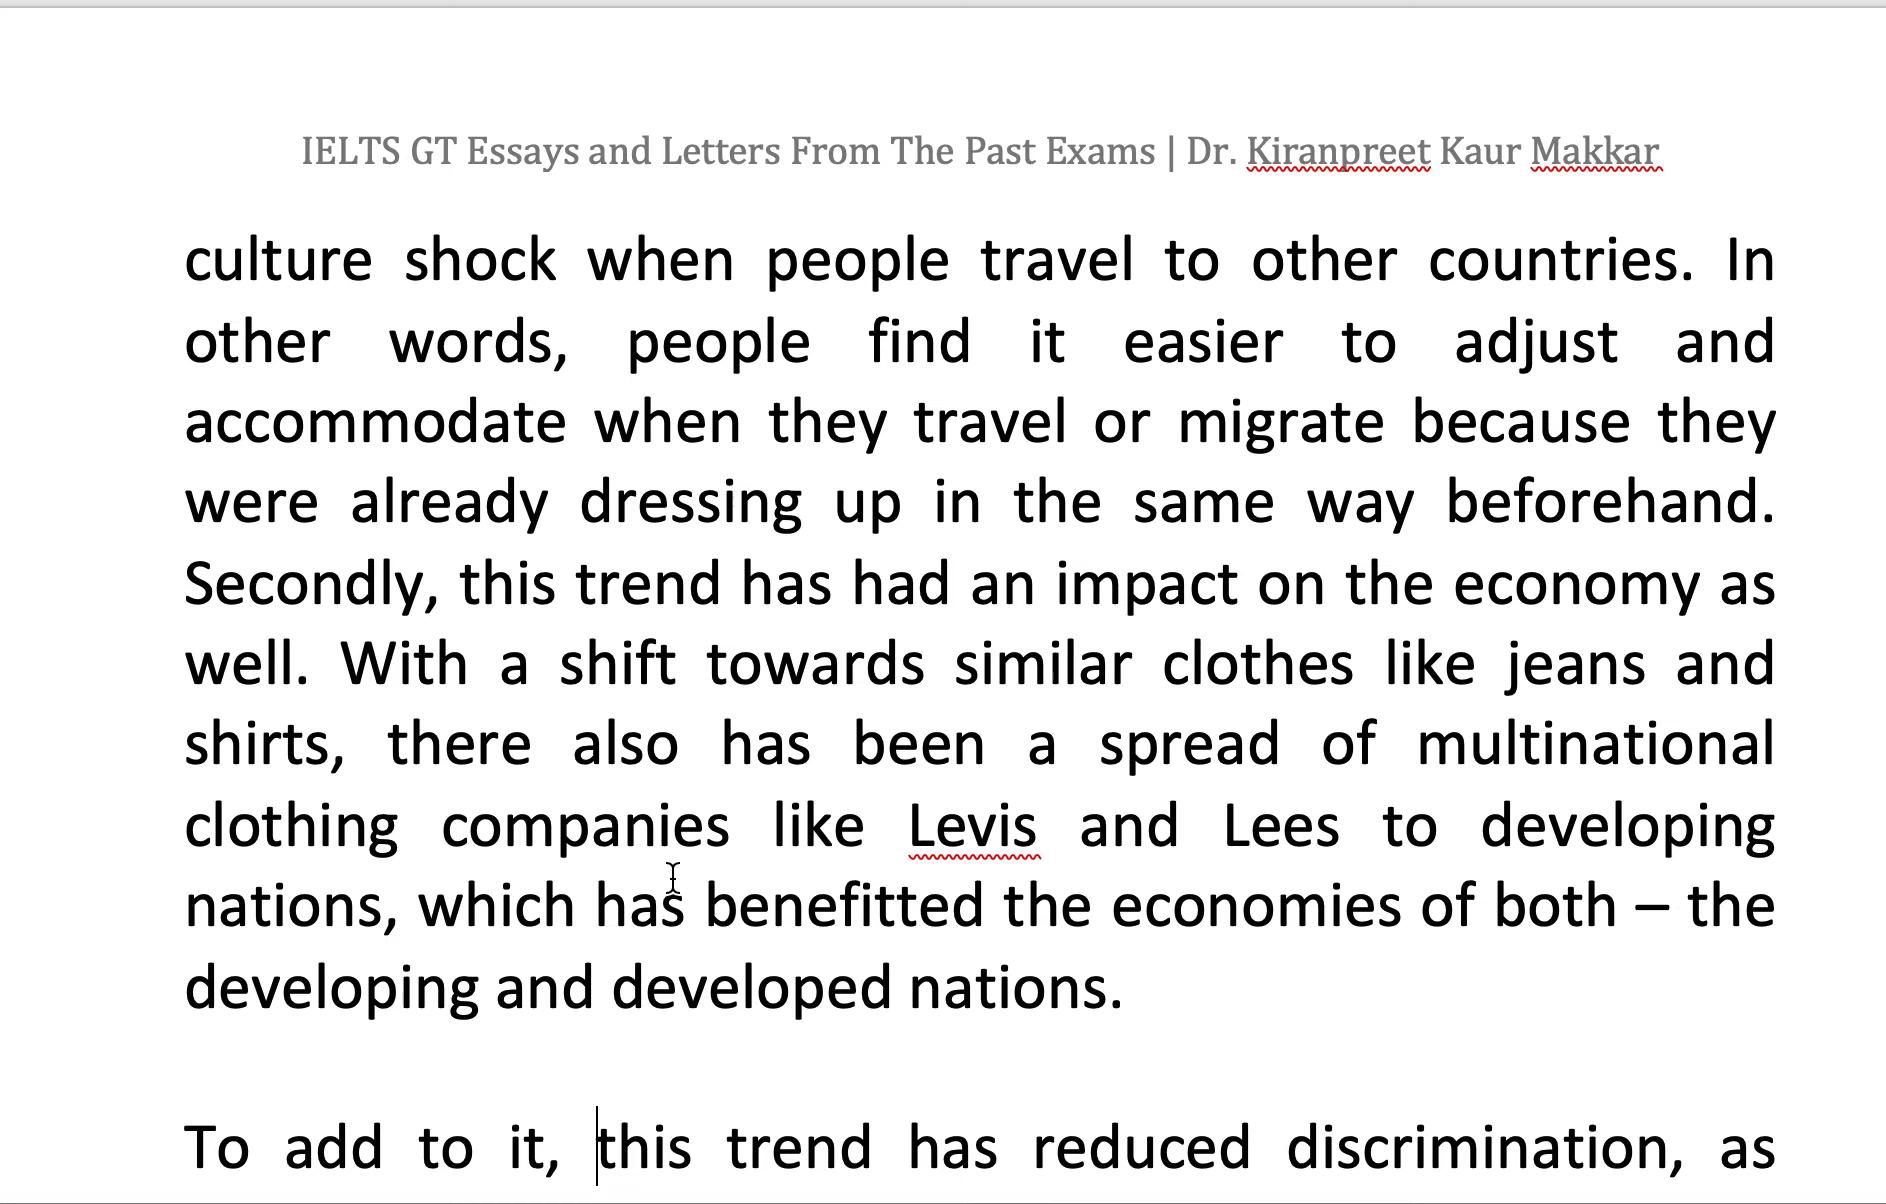 IELTS GT Essays and Letters From The Past Exams | Dr. Kiranpreet Kaur Makkar
culture shock when people travel to other countries. In
other words, people find it easier to adjust and
accommodate when they travel or migrate because they
were already dressing up in the same way beforehand.
Secondly, this trend has had an impact on the economy as
well. With a shift towards similar clothes like jeans and
shirts, there also has been a spread of multinational
clothing companies like Levis and Lees to developing
nations, which has benefitted the economies of both – the
developing and developed nations.
To add to it, this trend has reduced discrimination, as